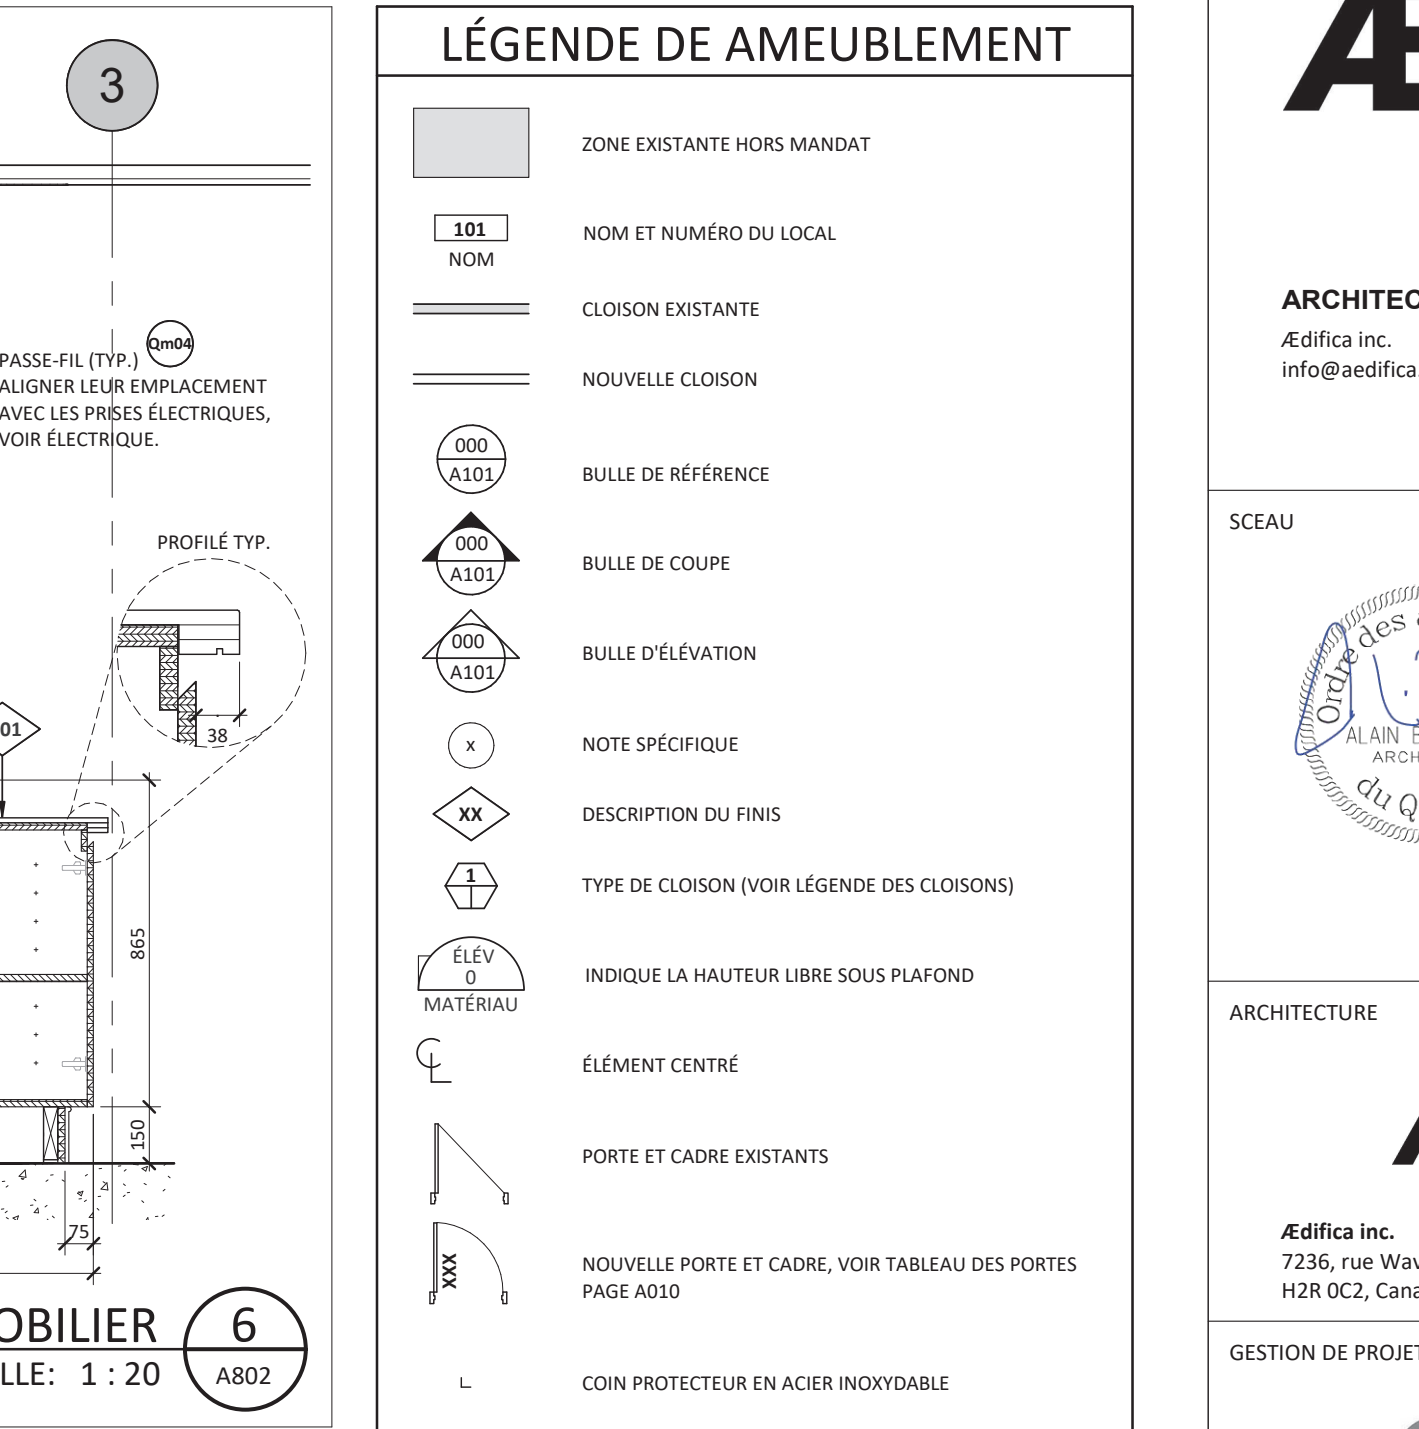 3
PASSE-FIL (TYP.)
Qm04
ALIGNER LEUR EMPLACEMENT
AVEC LES PRISES ÉLECTRIQUES,
VOIR ÉLECTRIQUE.
PROFILÉ TYP.
38
01
865
150
75
OBILIER
LLE: 1 : 20
6
A802
LÉGENDE DE AMEUBLEMENT
ZONE EXISTANTE HORS MANDAT
101
NOM
NOM ET NUMÉRO DU LOCAL
CLOISON EXISTANTE
NOUVELLE CLOISON
000
A101
BULLE DE RÉFÉRENCE
000
A101
BULLE DE COUPE
000
A101
BULLE D'ÉLÉVATION
x
NOTE SPÉCIFIQUE
XX
DESCRIPTION DU FINIS
1
TYPE DE CLOISON (VOIR LÉGENDE DES CLOISONS)
ÉLÉV
0
MATÉRIAU
INDIQUE LA HAUTEUR LIBRE SOUS PLAFOND
ÉLÉMENT CENTRÉ
PORTE ET CADRE EXISTANTS
XXX
NOUVELLE PORTE ET CADRE, VOIR TABLEAU DES PORTES
PAGE A010
COIN PROTECTEUR EN ACIER INOXYDABLE
Æ
ARCHITEC
Ædifica inc.
info@aedifica.
SCEAU
Ordre des
ALAIN B
ARCH
du Q
ARCHITECTURE
Ædifica inc.
7236, rue Wav
H2R 0C2, Cana
GESTION DE PROJET